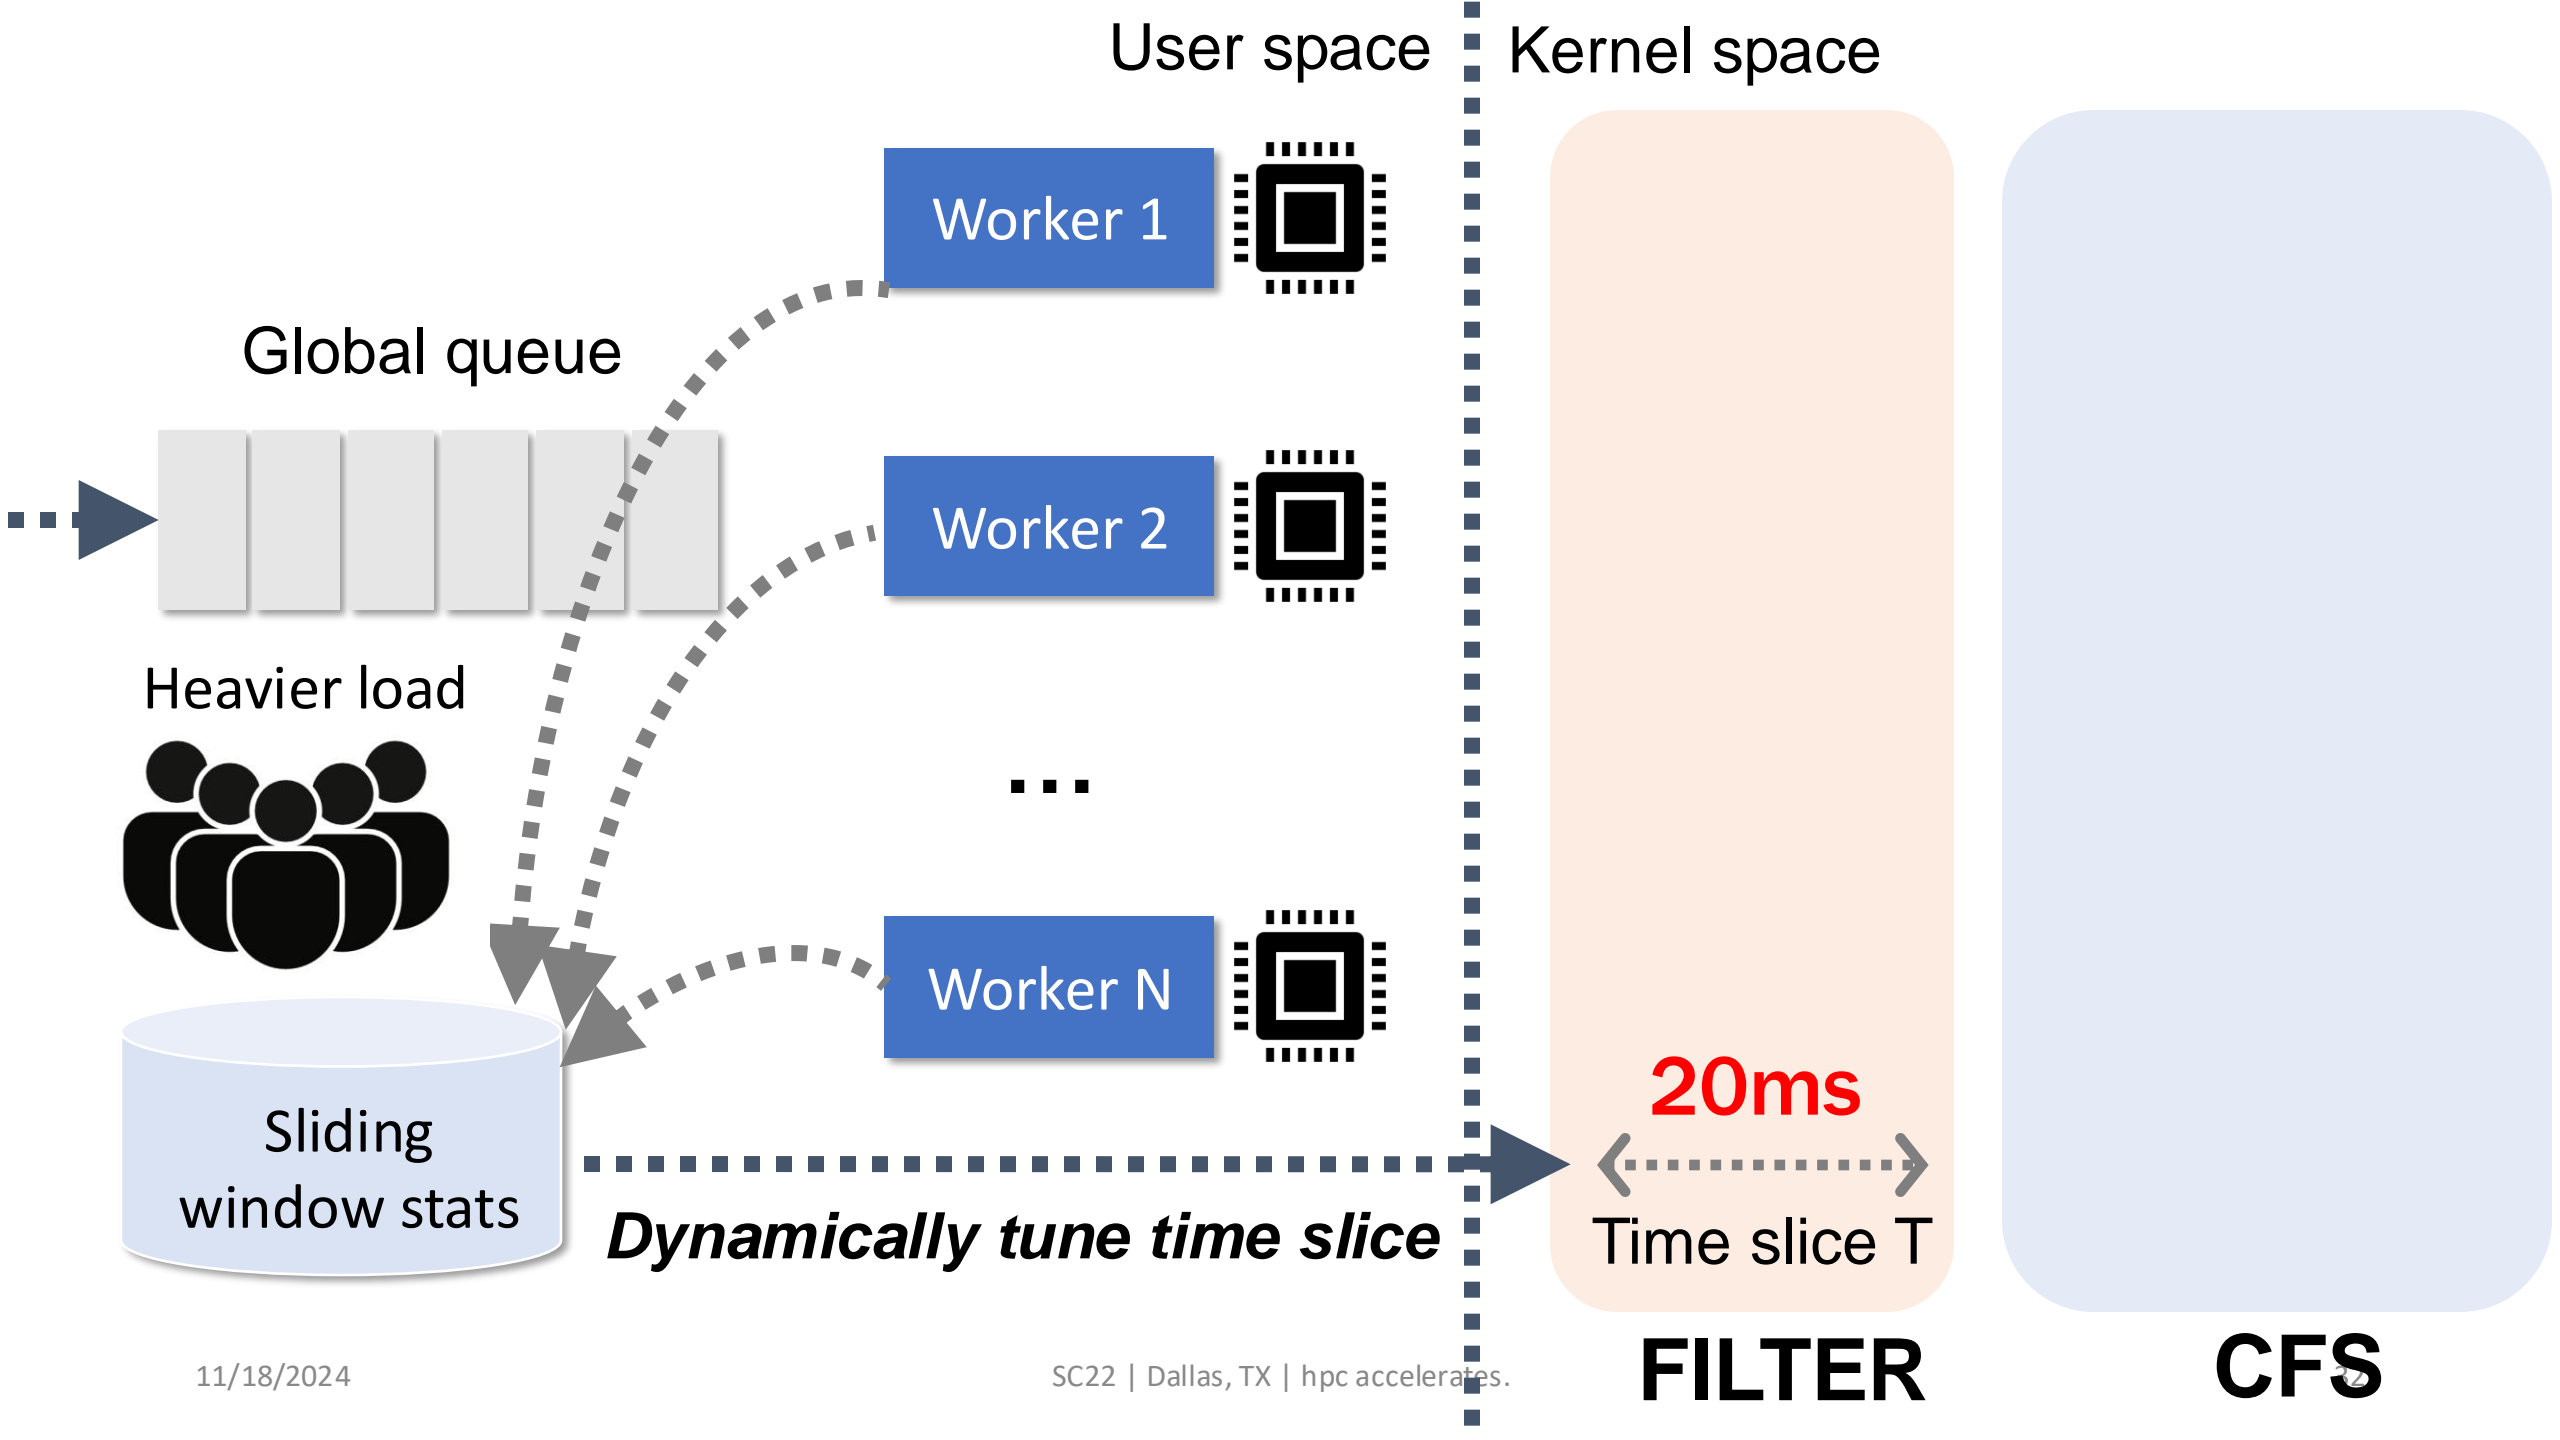 User space
Kernel space
Worker 1
Global queue
Worker 2
Heavier load
...
Worker N
20ms
Sliding
window stats
Dynamically tune time slice
Time slice T
FILTER
CFS
11/18/2024
SC22 | Dallas, TX | hpc accelerates.
32